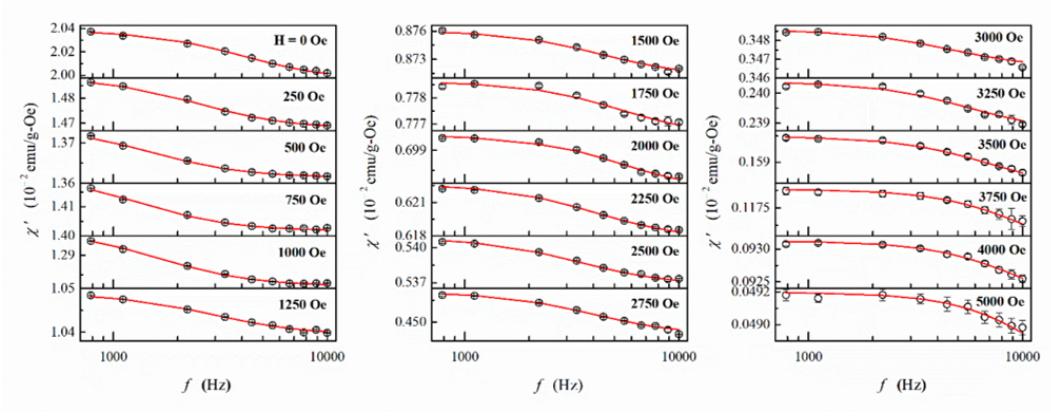 2.04
2.02
2.00
1.48
1.47
1.37
1.36
1.41
1.40
1.29
1.05
1.04
χ′ (10⁻² emu/g-Oe)
H = 0 Oe
250 Oe
500 Oe
750 Oe
1000 Oe
1250 Oe
1000 10000
f (Hz)
0.876
0.873
0.778
0.777
0.699
0.621
0.618
0.540
0.537
0.450
χ′ (10⁻² emu/g-Oe)
1500 Oe
1750 Oe
2000 Oe
2250 Oe
2500 Oe
2750 Oe
1000 10000
f (Hz)
0.348
0.347
0.346
0.240
0.239
0.159
0.1175
0.0930
0.0925
0.0492
0.0490
χ′ (10⁻² emu/g-Oe)
3000 Oe
3250 Oe
3500 Oe
3750 Oe
4000 Oe
5000 Oe
1000 10000
f (Hz)